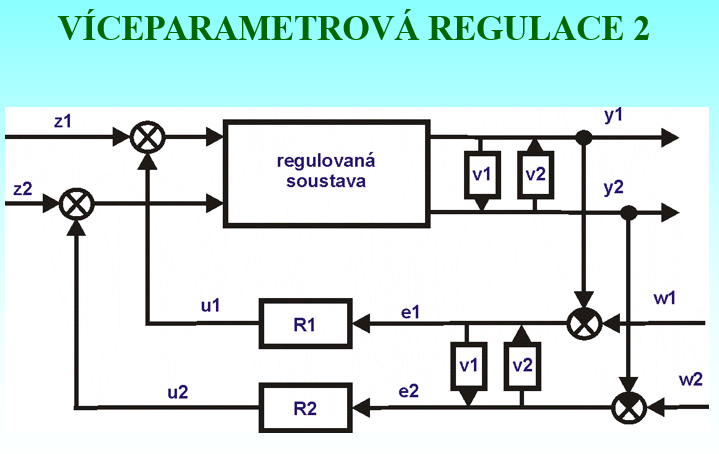 VÍCEPARAMETROVÁ REGULACE 2
z1
y1
regulovaná
soustava
v1
v2
z2
y2
u1
R1
e1
w1
v1
v2
u2
R2
e2
w2